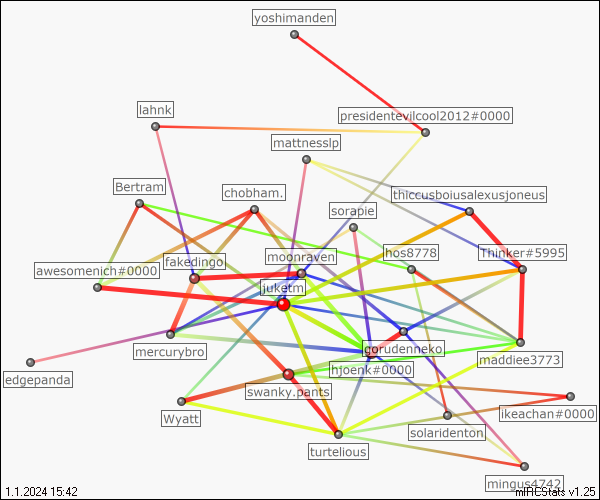 yoshimanden
lahnk
presidentevilcool2012#0000
mattnesslp
Bertram
chobham.
thiccusboiusalexusjoneus
sorapie
fakedingo
moonraven
hos8778
Thinker#5995
awesomenich#0000
juketm
mercurybro
gorudenneko
maddiee3773
edgepanda
hjoenk#0000
swanky.pants
Wyatt
ikeachan#0000
solaridenton
turtelious
mingus4742
1.1.2024 15:42
mIRCStats v1.25